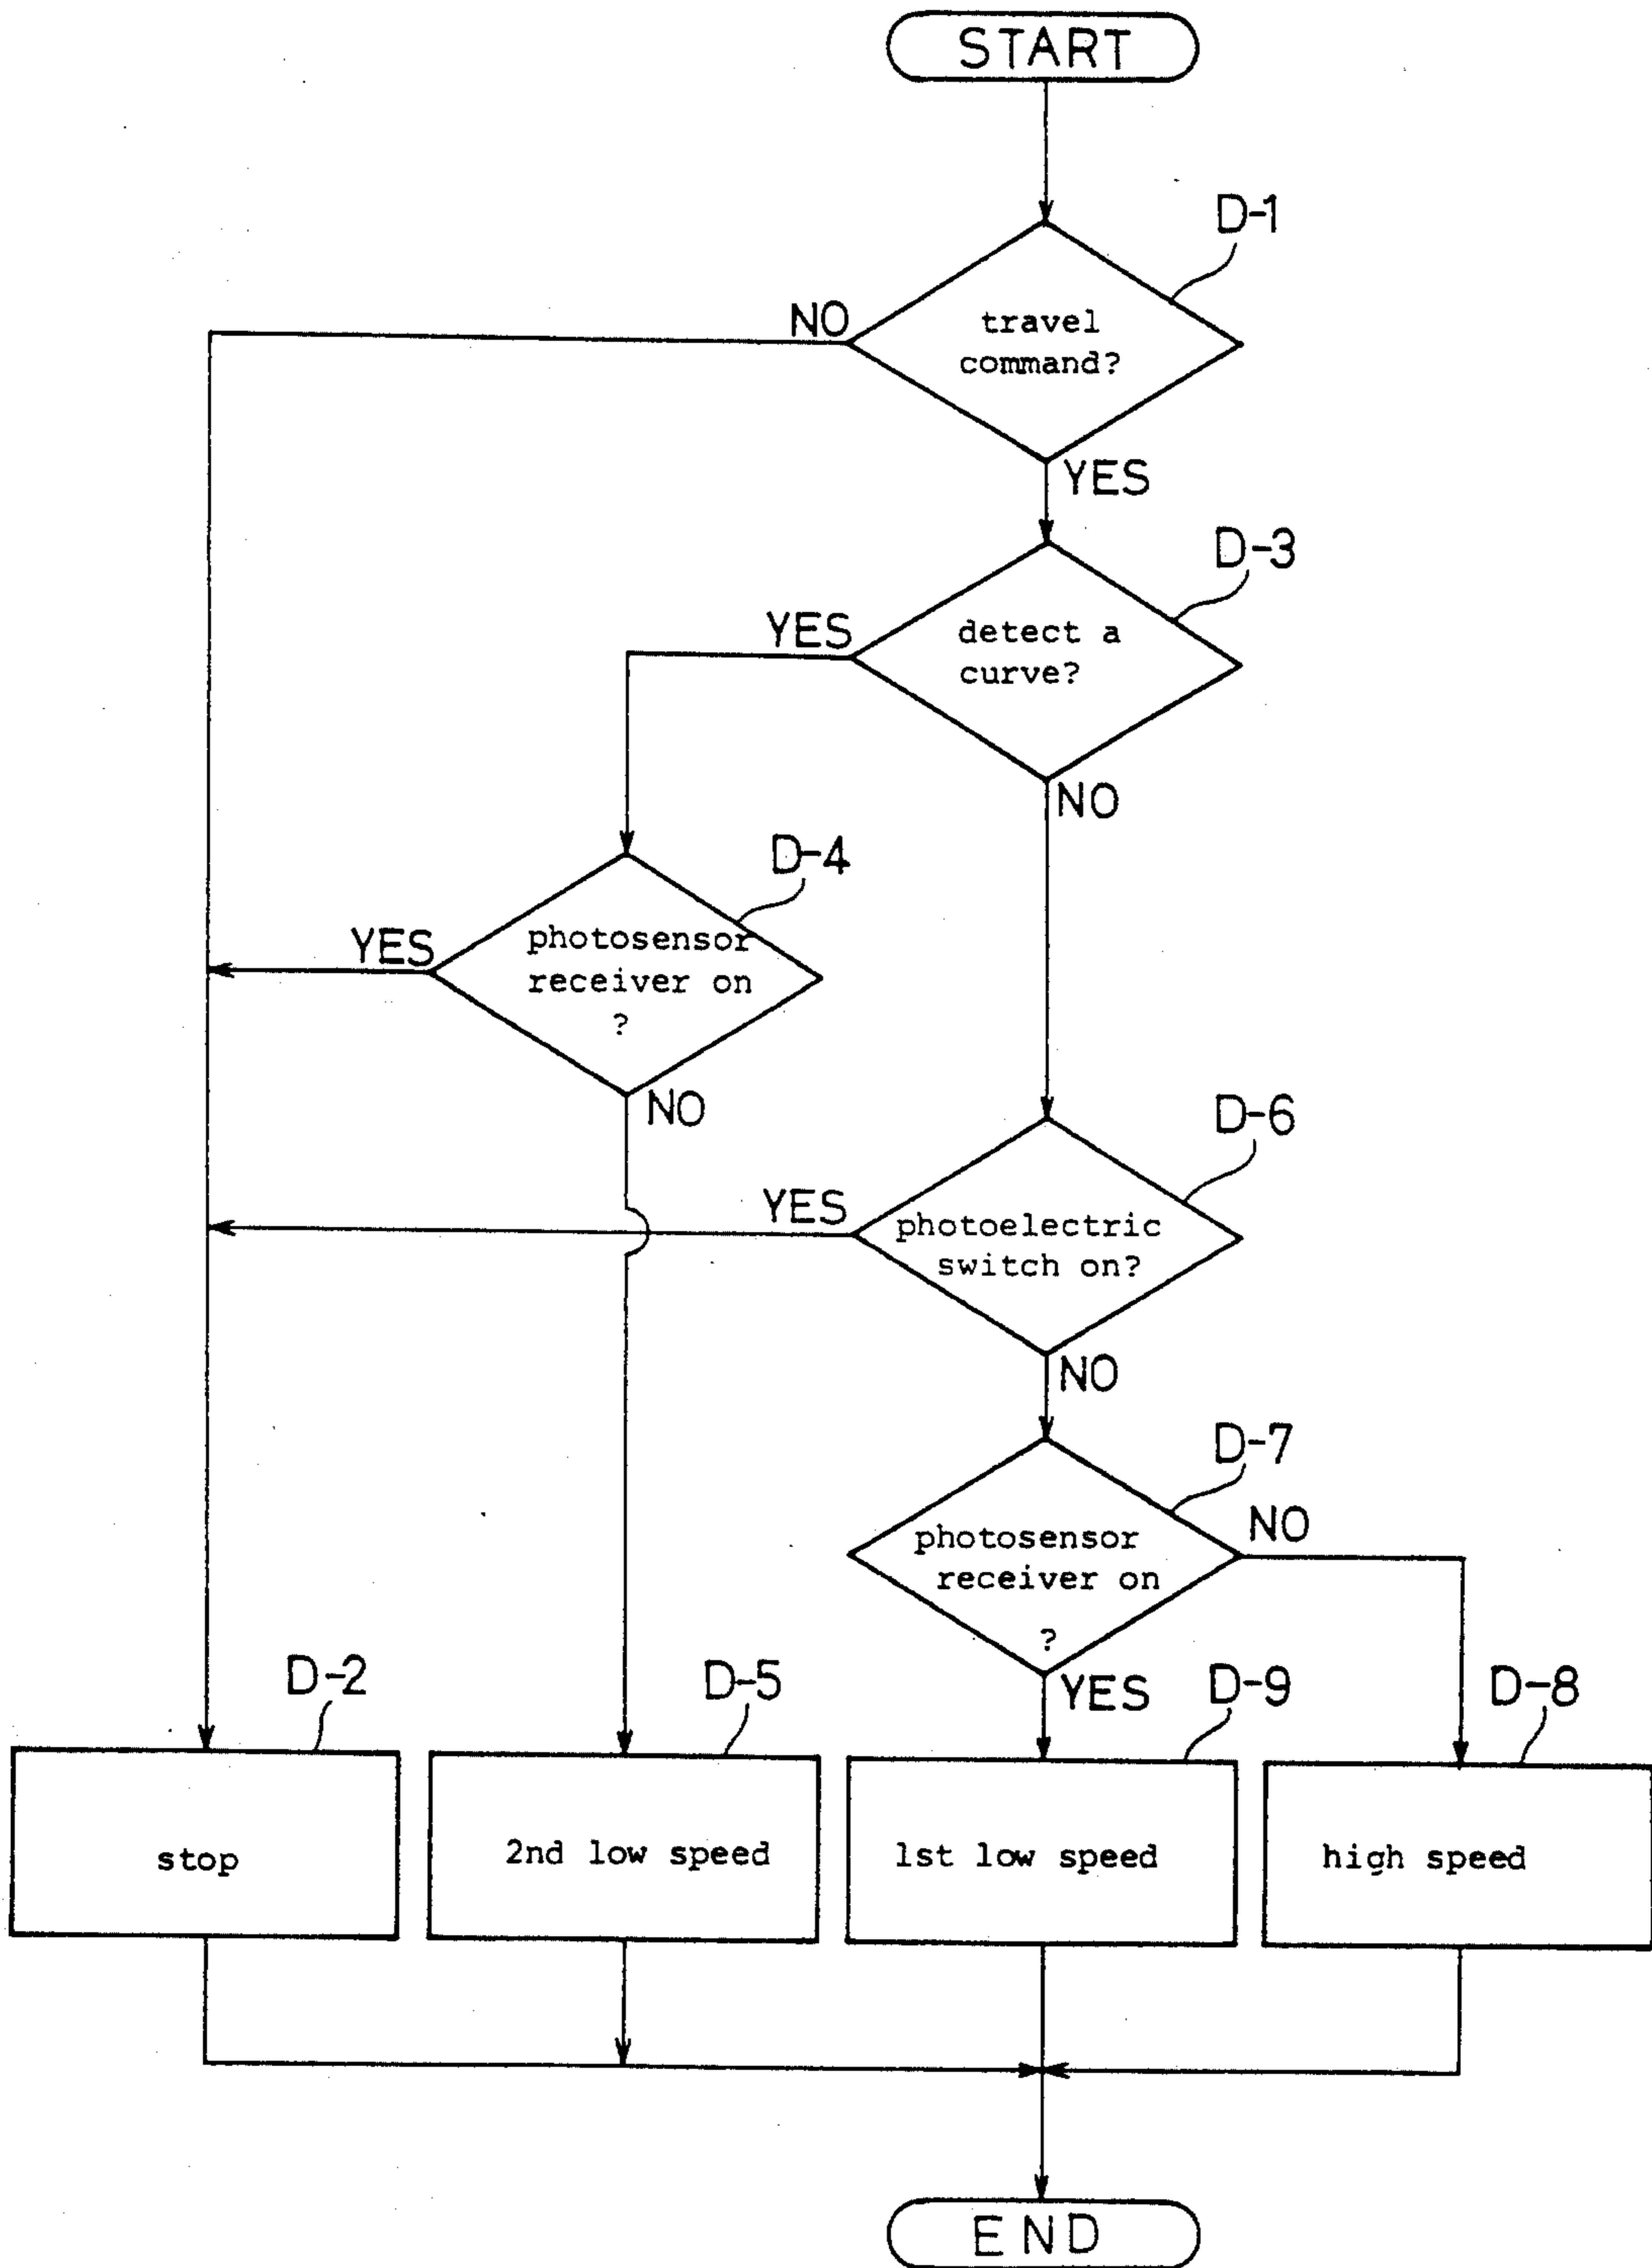 START
D-1
NO
travel
command?
YES
D-3
YES
detect a
curve?
NO
D-4
YES
photosensor
receiver on
?
NO
D-6
YES
photoelectric
switch on?
NO
D-7
NO
photosensor
receiver on
?
YES
D-2
D-5
D-9
D-8
stop
2nd low speed
1st low speed
high speed
END